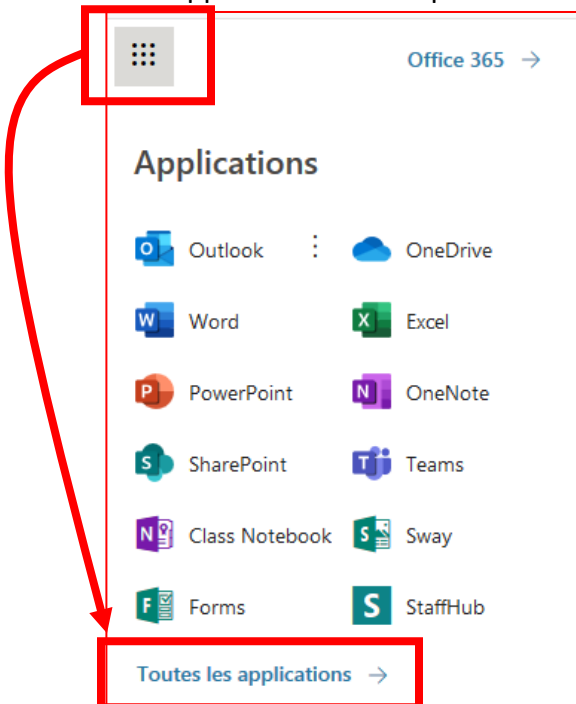 Office 365 →
Applications
Outlook OneDrive
Word Excel
PowerPoint OneNote
SharePoint Teams
Class Notebook Sway
Forms StaffHub
Toutes les applications →